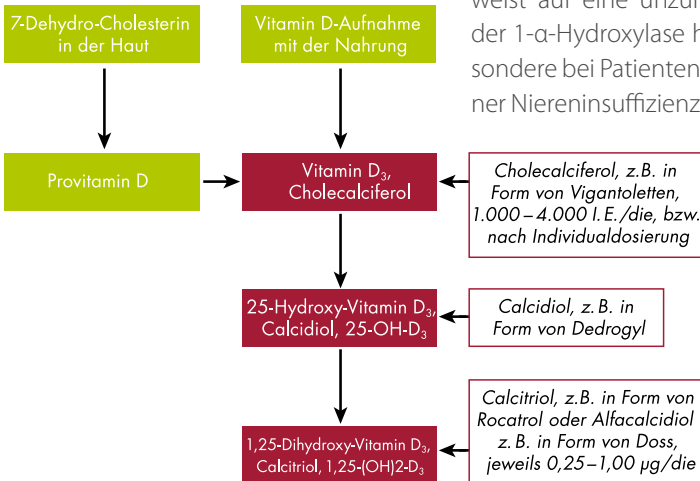 7-Dehydro-Cholesterin
in der Haut
Vitamin D-Aufnahme
mit der Nahrung
weist auf eine
der 1-α-Hydroxylase
sondere bei Patienten
ner Niereninsuffizienz
Provitamin D
Vitamin D₃,
Cholecalciferol
Cholecalciferol, z.B. in
Form von Vigantoletten,
1.000–4.000 I.E./die, bzw.
nach Individualdosierung
25-Hydroxy-Vitamin D₃,
Calcidiol, 25-OH-D₃
Calcidiol, z.B. in
Form von Dedrogyl
1,25-Dihydroxy-Vitamin D₃,
Calcitriol, 1,25-(OH)2-D₃
Calcitriol, z.B. in Form von
Rocatrol oder Alfacalcidiol
z.B. in Form von Doss,
jeweils 0,25–1,00 µg/die